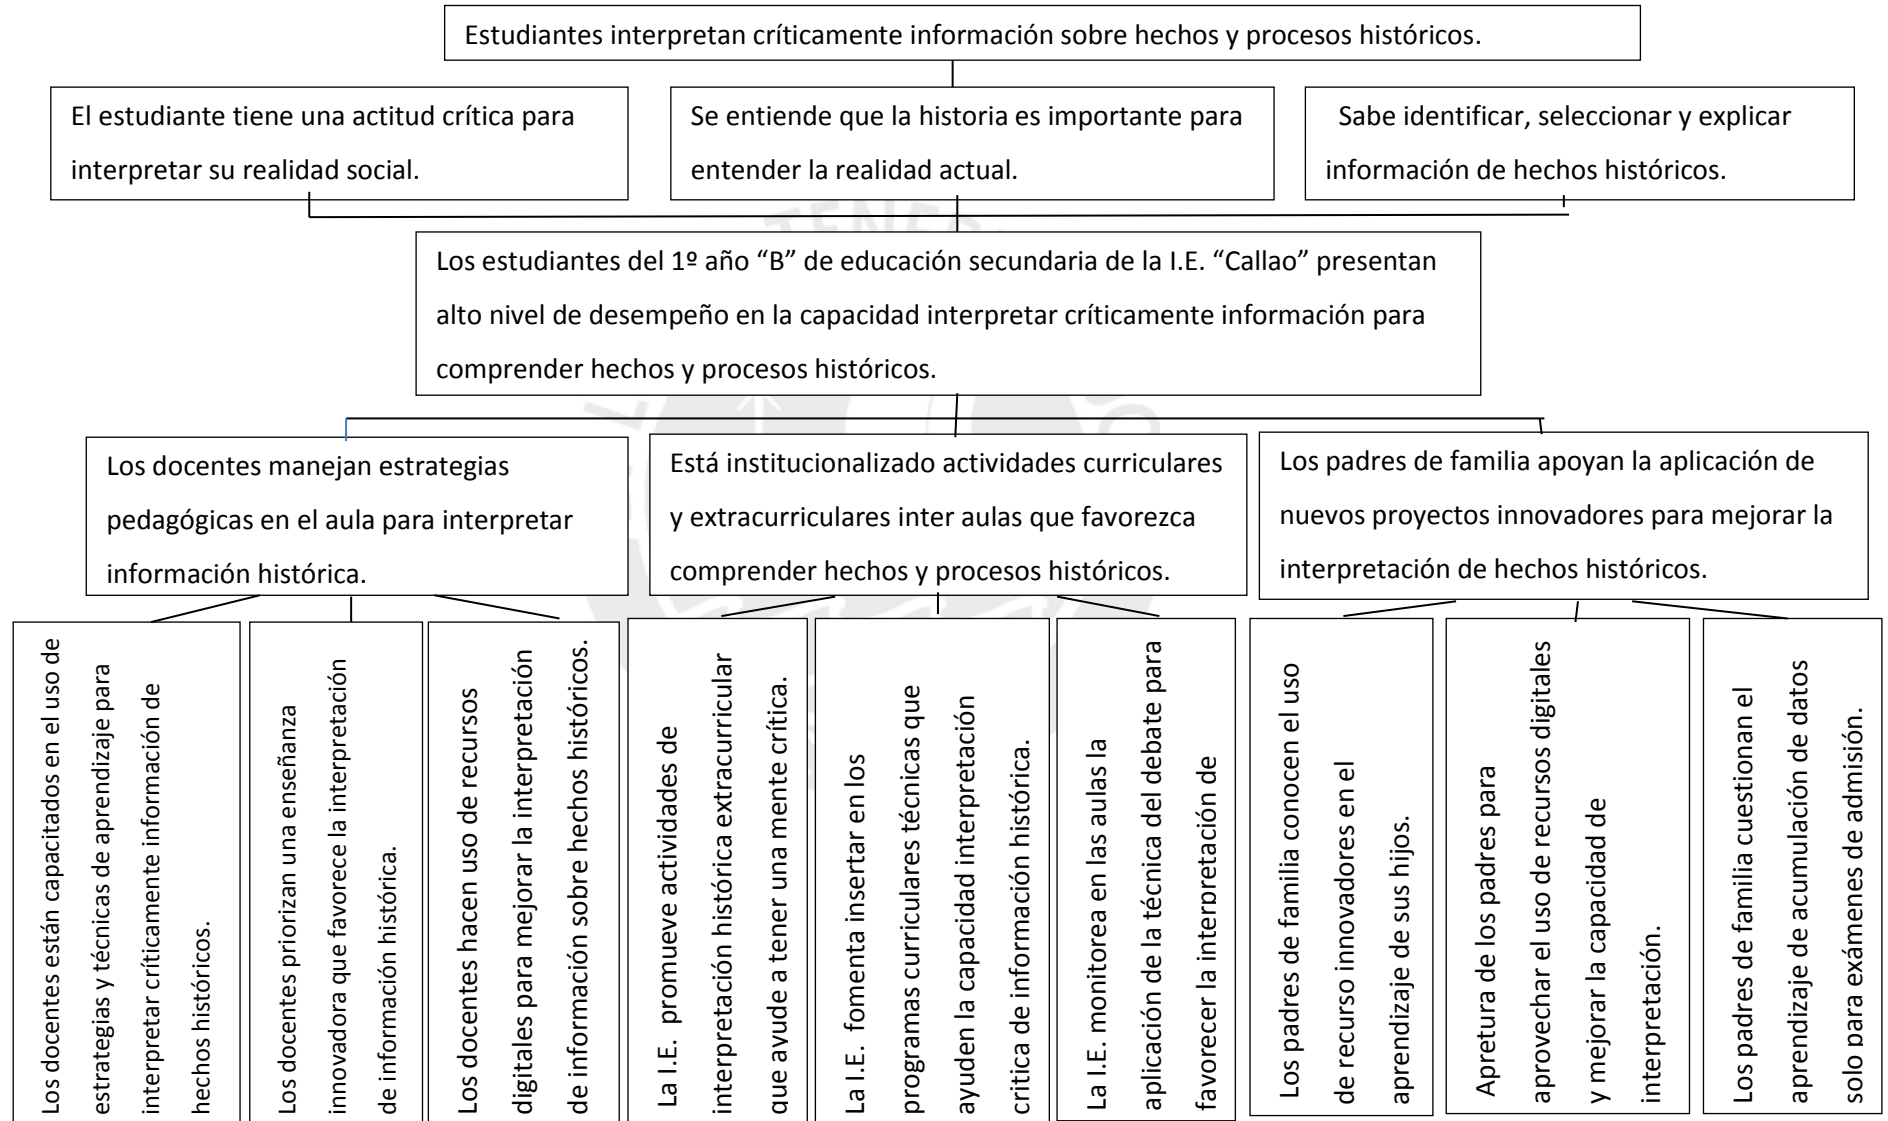 Estudiantes interpretan críticamente información sobre hechos y procesos históricos.
El estudiante tiene una actitud crítica para
interpretar su realidad social.
Se entiende que la historia es importante para
entender la realidad actual.
Sabe identificar, seleccionar y explicar
información de hechos históricos.
TENEB
Los estudiantes del 1º año “B” de educación secundaria de la I.E. “Callao” presentan
alto nivel de desempeño en la capacidad interpretar críticamente información para
comprender hechos y procesos históricos.
Los docentes manejan estrategias
pedagógicas en el aula para interpretar
información histórica.
Está institucionalizado actividades curriculares
y extracurriculares inter aulas que favorezca
comprender hechos y procesos históricos.
Los padres de familia apoyan la aplicación de
nuevos proyectos innovadores para mejorar la
interpretación de hechos históricos.
Los docentes están capacitados en el uso de
estrategias y técnicas de aprendizaje para
interpretar críticamente información de
hechos históricos.
Los docentes priorizan una enseñanza
innovadora que favorece la interpretación
de información histórica.
Los docentes hacen uso de recursos
digitales para mejorar la interpretación
de información sobre hechos históricos.
La I.E. promueve actividades de
interpretación histórica extracurricular
que ayude a tener una mente crítica.
La I.E. fomenta insertar en los
programas curriculares técnicas que
ayuden la capacidad interpretación
critica de información histórica.
La I.E. monitorea en las aulas la
aplicación de la técnica del debate para
favorecer la interpretación de
Los padres de familia conocen el uso
de recurso innovadores en el
aprendizaje de sus hijos.
Apretura de los padres para
aprovechar el uso de recursos digitales
y mejorar la capacidad de
interpretación.
Los padres de familia cuestionan el
aprendizaje de acumulación de datos
solo para exámenes de admisión.